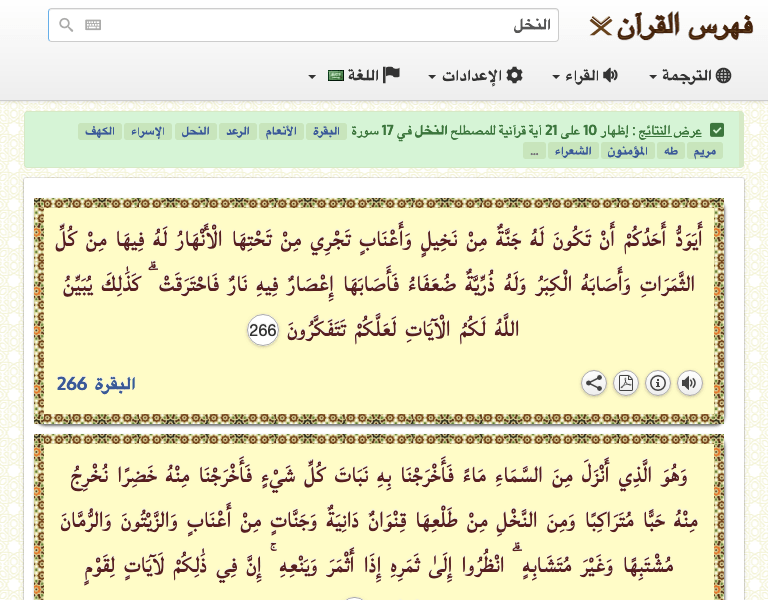 فهرس القرآن
النخل
الترجمة
القراء
الإعدادات
اللغة
عرض النتائج : إظهار 10 على 21 آية قرآنية للمصطلح النخل في 17 سورة البقرة الأنعام الرعد النحل الإسراء الكهف
مريم طه المؤمنون الشعراء ...
أَيَوَدُّ أَحَدُكُمْ أَنْ تَكُونَ لَهُ جَنَّةٌ مِنْ نَخِيلٍ وَأَعْنَابٍ تَجْرِي مِنْ تَحْتِهَا الْأَنْهَارُ لَهُ فِيهَا مِنْ كُلِّ
الثَّمَرَاتِ وَأَصَابَهُ الْكِبَرُ وَلَهُ ذُرِّيَّةٌ ضُعَفَاءُ فَأَصَابَهَا إِعْصَارٌ فِيهِ نَارٌ فَاحْتَرَقَتْ ۗ كَذَٰلِكَ يُبَيِّنُ
اللَّهُ لَكُمُ الْآيَاتِ لَعَلَّكُمْ تَتَفَكَّرُونَ 266
البقرة 266
وَهُوَ الَّذِي أَنْزَلَ مِنَ السَّمَاءِ مَاءً فَأَخْرَجْنَا بِهِ نَبَاتَ كُلِّ شَيْءٍ فَأَخْرَجْنَا مِنْهُ خَضِرًا نُخْرِجُ
مِنْهُ حَبًّا مُتَرَاكِبًا وَمِنَ النَّخْلِ مِنْ طَلْعِهَا قِنْوَانٌ دَانِيَةٌ وَجَنَّاتٍ مِنْ أَعْنَابٍ وَالزَّيْتُونَ وَالرُّمَّانَ
مُشْتَبِهًا وَغَيْرَ مُتَشَابِهٍ ۗ انْظُرُوا إِلَىٰ ثَمَرِهِ إِذَا أَثْمَرَ وَيَنْعِهِ ۚ إِنَّ فِي ذَٰلِكُمْ لَآيَاتٍ لِقَوْمٍ